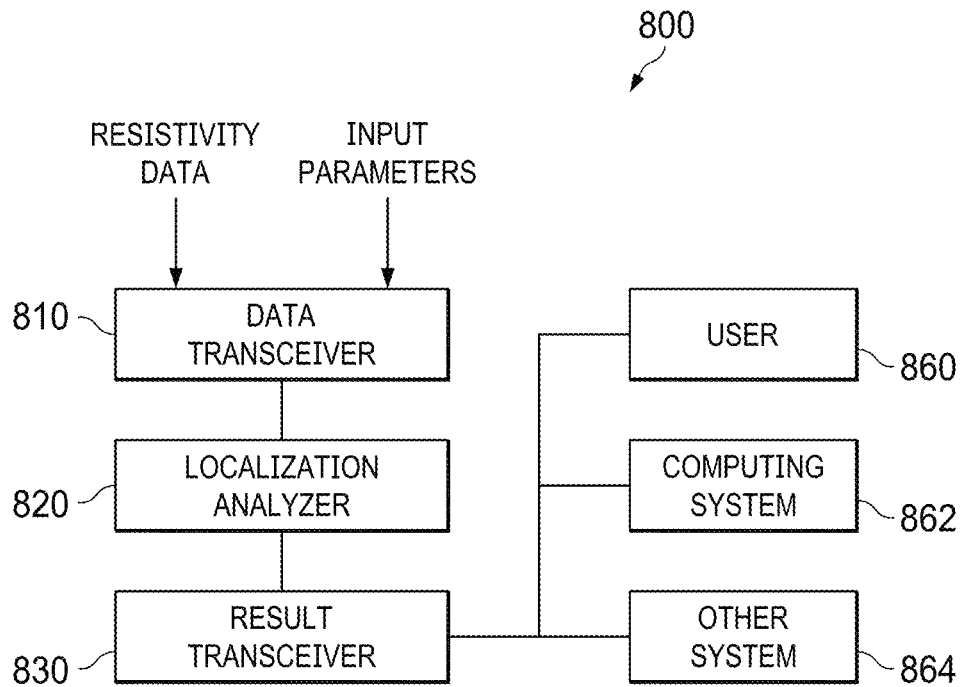 800
RESISTIVITY
DATA
INPUT
PARAMETERS
810
DATA
TRANSCEIVER
USER
860
820
LOCALIZATION
ANALYZER
COMPUTING
SYSTEM
862
830
RESULT
TRANSCEIVER
OTHER
SYSTEM
864